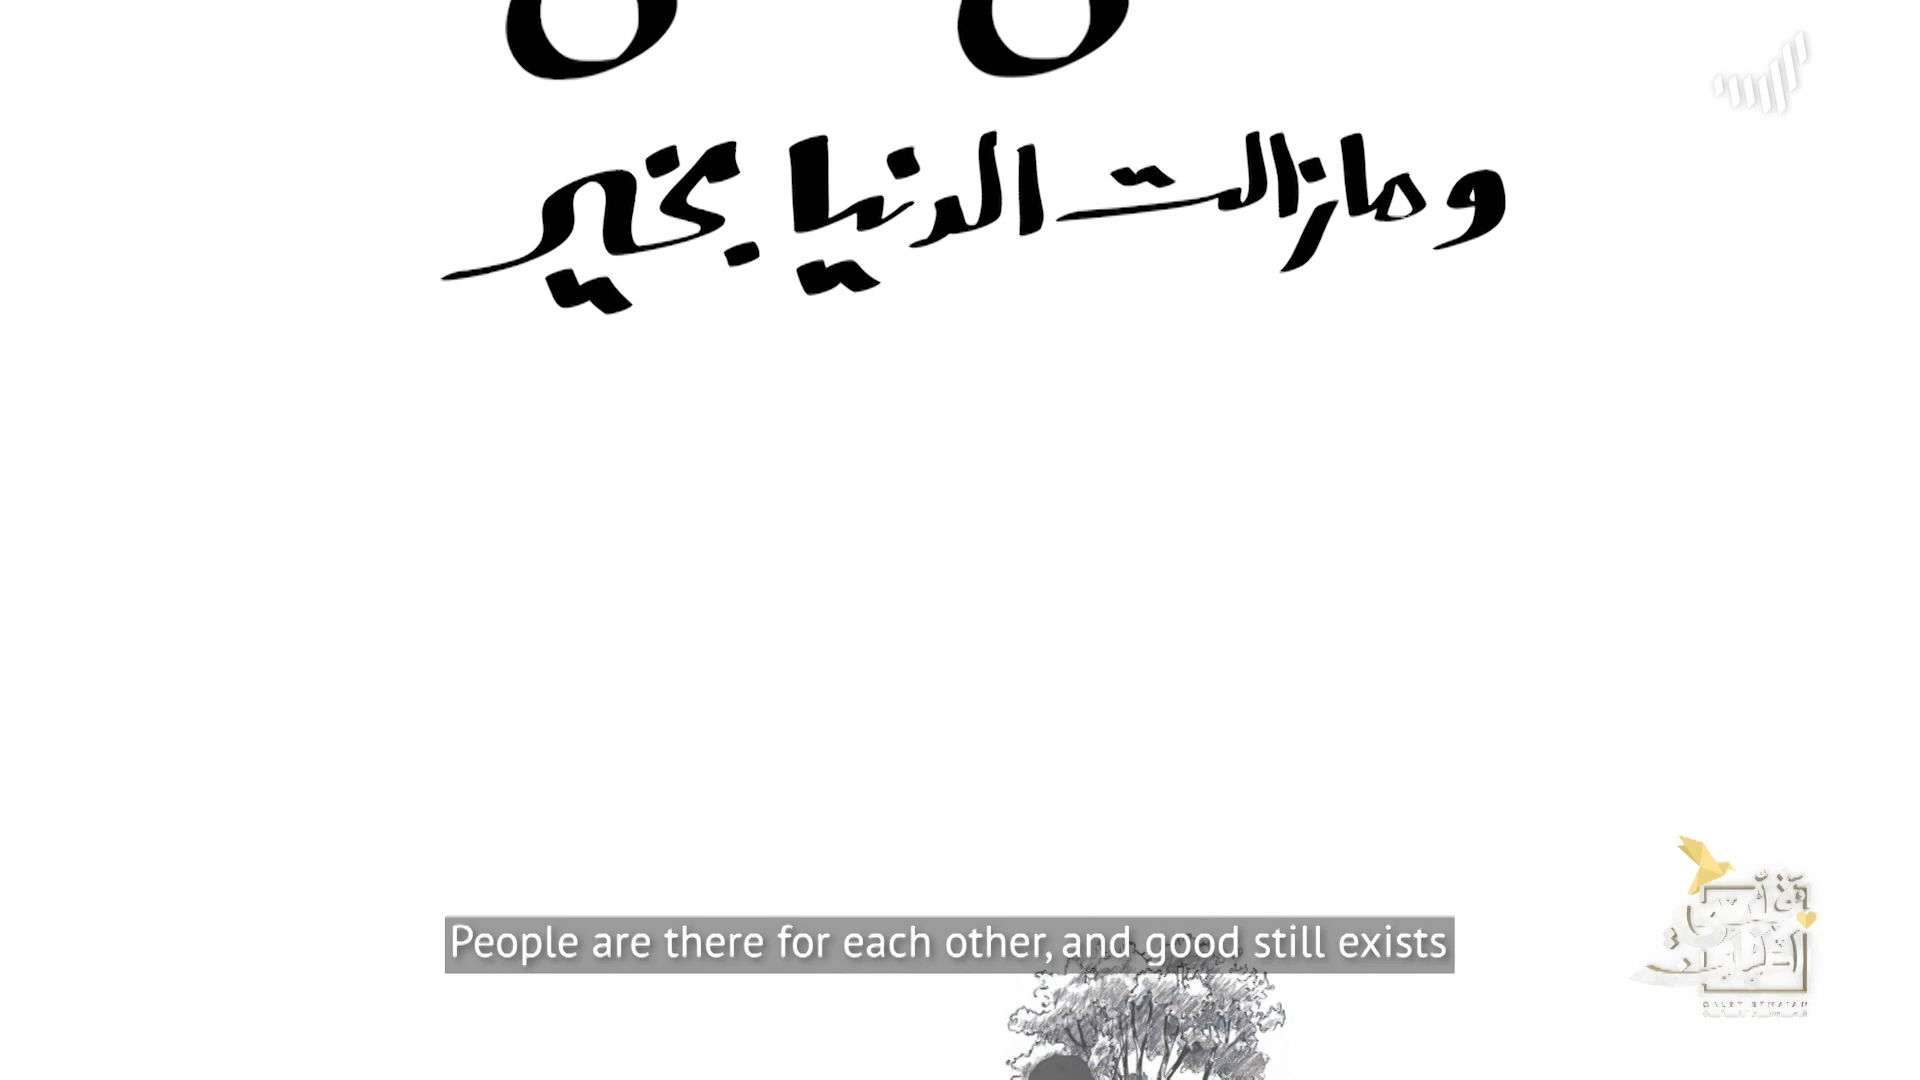 ومازالت الدنيا بخير
People are there for each other, and good still exists